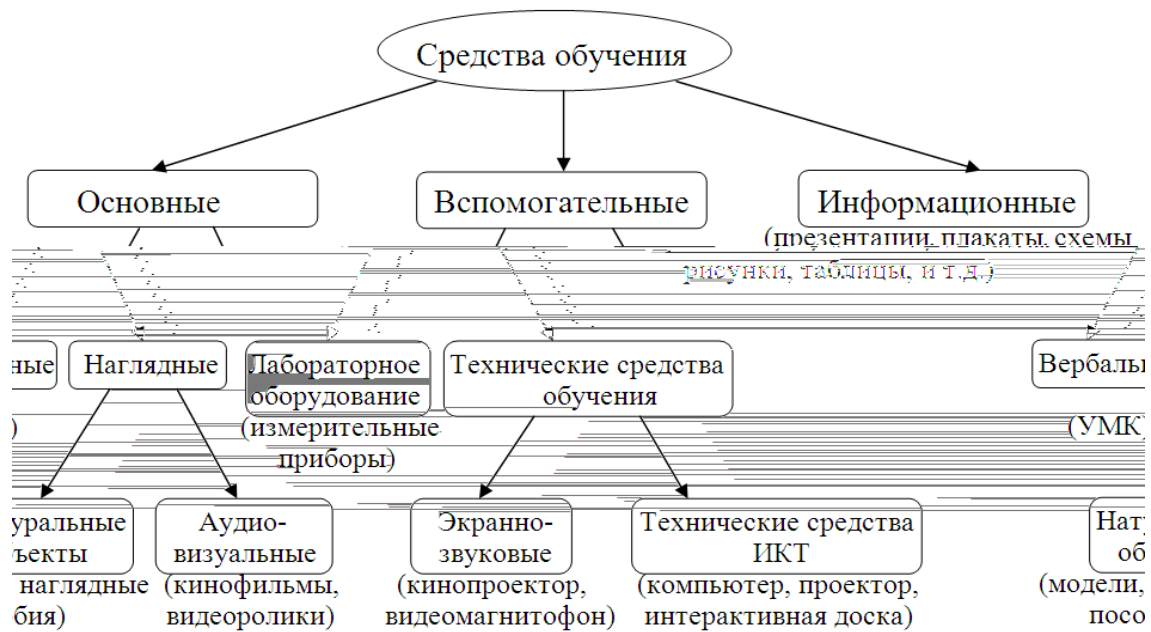 Средства обучения
Основные
Вспомогательные
Информационные
(презентации, плакаты, схемы
рисунки, таблицы, и т.д.)
ные
Наглядные
Лабораторное
оборудование
(измерительные
приборы)
Технические средства
обучения
Вербаль
)
(УМК)
уральные
ъекты
наглядные
бия)
Аудио-
визуальные
(кинофильмы,
видеоролики)
Экранно-
звуковые
(кинопроектор,
видеомагнитофон)
Технические средства
ИКТ
(компьютер, проектор,
интерактивная доска)
Нату
об
(модели,
посо